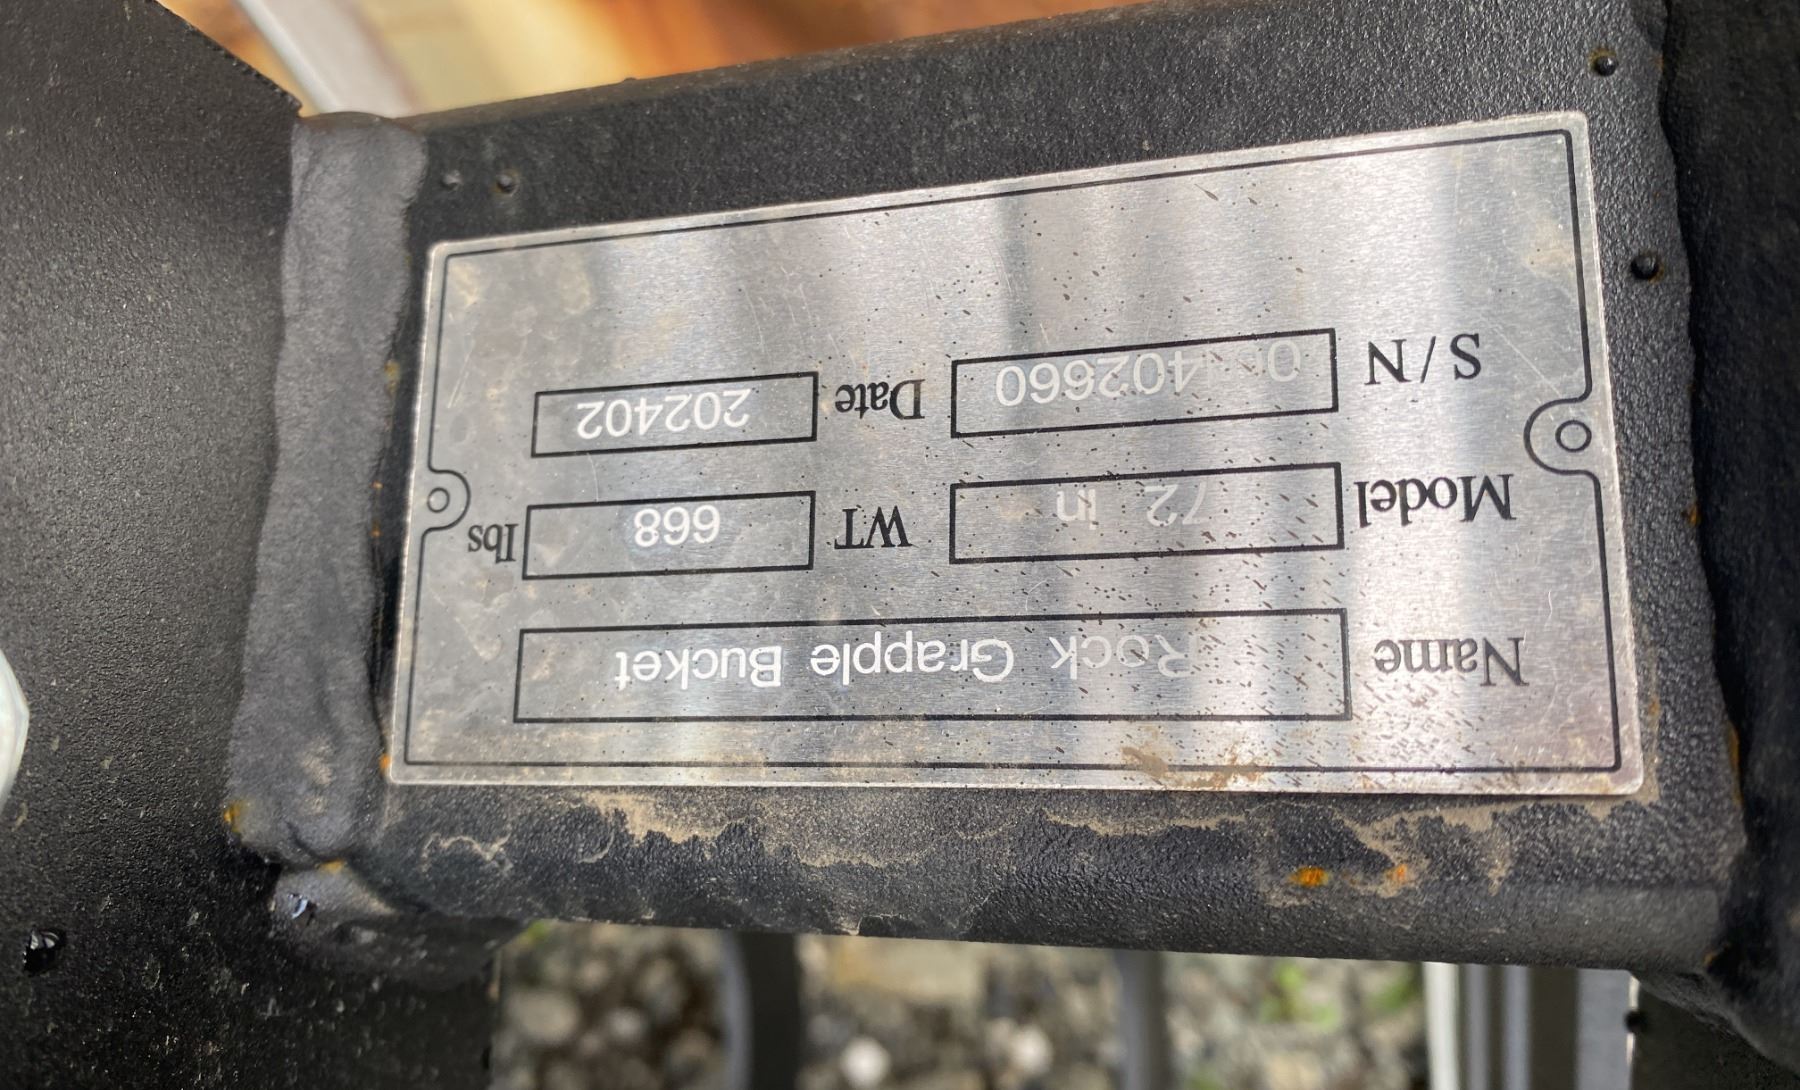 Name Rock Grapple Bucket
Model 72 in WT 668 lbs
S/N Date 202402